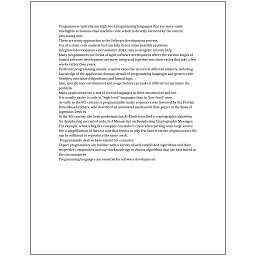 Programmers typically use high-level programming languages that are more easily
intelligible to humans than machine code, which is directly executed by the central
processing unit.
There are many approaches to the Software development process.
Use of a static code analysis tool can help detect some possible problems.
Integrated development environments (IDEs) aim to integrate all such help.
Many programmers use forms of Agile software development where the various stages of
formal software development are more integrated together into short cycles that take a few
weeks rather than years.
Proficient programming usually requires expertise in several different subjects, including
knowledge of the application domain, details of programming languages and generic code
libraries, specialized algorithms, and formal logic.
Also, specific user environment and usage history can make it difficult to reproduce the
problem.
Many applications use a mix of several languages in their construction and use.
It is usually easier to code in "high-level" languages than in "low-level" ones.
As early as the 9th century, a programmable music sequencer was invented by the Persian
Banu Musa brothers, who described an automated mechanical flute player in the Book of
Ingenious Devices.
In the 9th century, the Arab mathematician Al-Kindi described a cryptographic algorithm
for deciphering encrypted code, in A Manuscript on Deciphering Cryptographic Messages.
For example, when a bug in a compiler can make it crash when parsing some large source
file, a simplification of the test case that results in only few lines from the original source file
can be sufficient to reproduce the same crash.
Programmable devices have existed for centuries.
Expert programmers are familiar with a variety of well-established algorithms and their
respective complexities and use this knowledge to choose algorithms that are best suited to
the circumstances.
Programming languages are essential for software development.